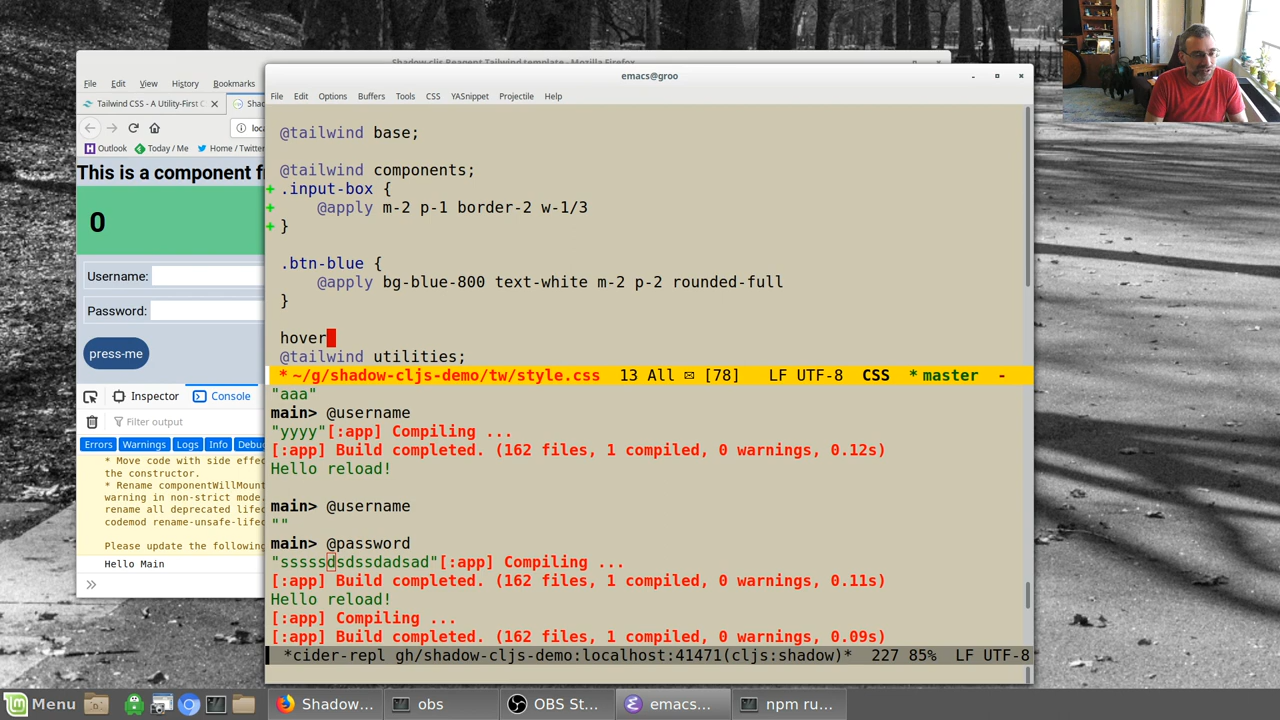 Shadow-cljs Reagent Tailwind template - Mozilla Firefox
File Edit View History Bookmarks
Tailwind CSS - A Utility-First C
Shad
loca
Outlook Today / Me Home / Twitter
This is a component f
0
Username:
Password:
press-me
Inspector Console
Filter output
Errors Warnings Logs Info Debu
* Move code with side effec
the constructor.
* Rename componentWillMount
warning in non-strict mode.
rename all deprecated lifec
codemod rename-unsafe-lifec
Please update the following
Hello Main
emacs@groo
File Edit Options Buffers Tools CSS YASnippet Projectile Help
@tailwind base;
@tailwind components;
+ .input-box {
+ @apply m-2 p-1 border-2 w-1/3
+ }
.btn-blue {
@apply bg-blue-800 text-white m-2 p-2 rounded-full
}
hover
@tailwind utilities;
*~/g/shadow-cljs-demo/tw/style.css 13 All ✉ [78] LF UTF-8 CSS *master -
"aaa"
main> @username
"yyyy"[:app] Compiling ...
[:app] Build completed. (162 files, 1 compiled, 0 warnings, 0.12s)
Hello reload!
main> @username
""
main> @password
"sssssdsdssdadsad"[:app] Compiling ...
[:app] Build completed. (162 files, 1 compiled, 0 warnings, 0.11s)
Hello reload!
[:app] Compiling ...
[:app] Build completed. (162 files, 1 compiled, 0 warnings, 0.09s)
*cider-repl gh/shadow-cljs-demo:localhost:41471(cljs:shadow)* 227 85% LF UTF-8
Menu Shadow... obs OBS St... emacs... npm ru...